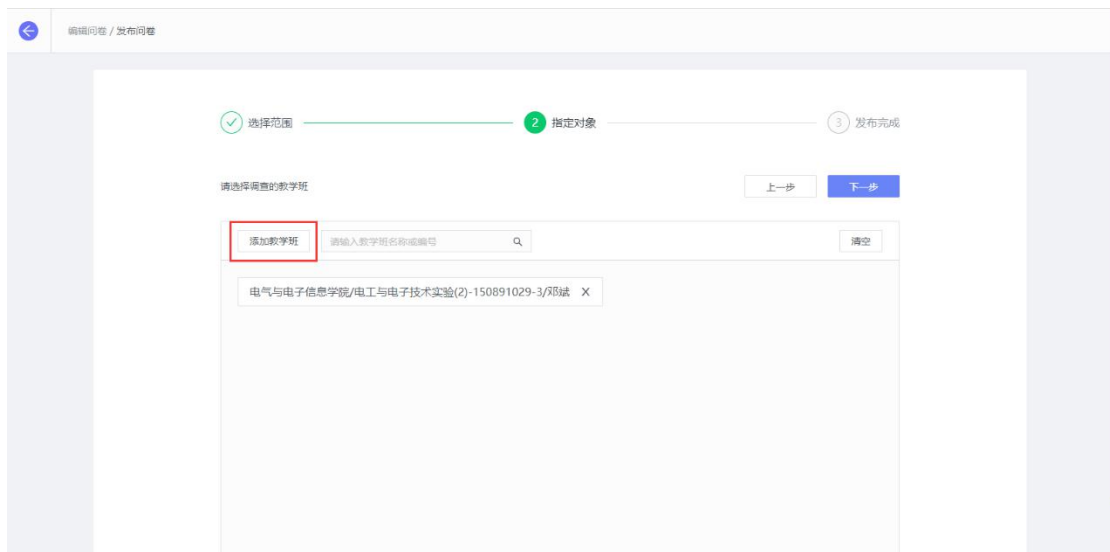 编辑问卷 / 发布问卷
选择范围 2 指定对象 3 发布完成
请选择调查的教学班 上一步 下一步
添加教学班 请输入教学班名称或编号 清空
电气与电子信息学院/电工与电子技术实验(2)-150891029-3/邓斌 X